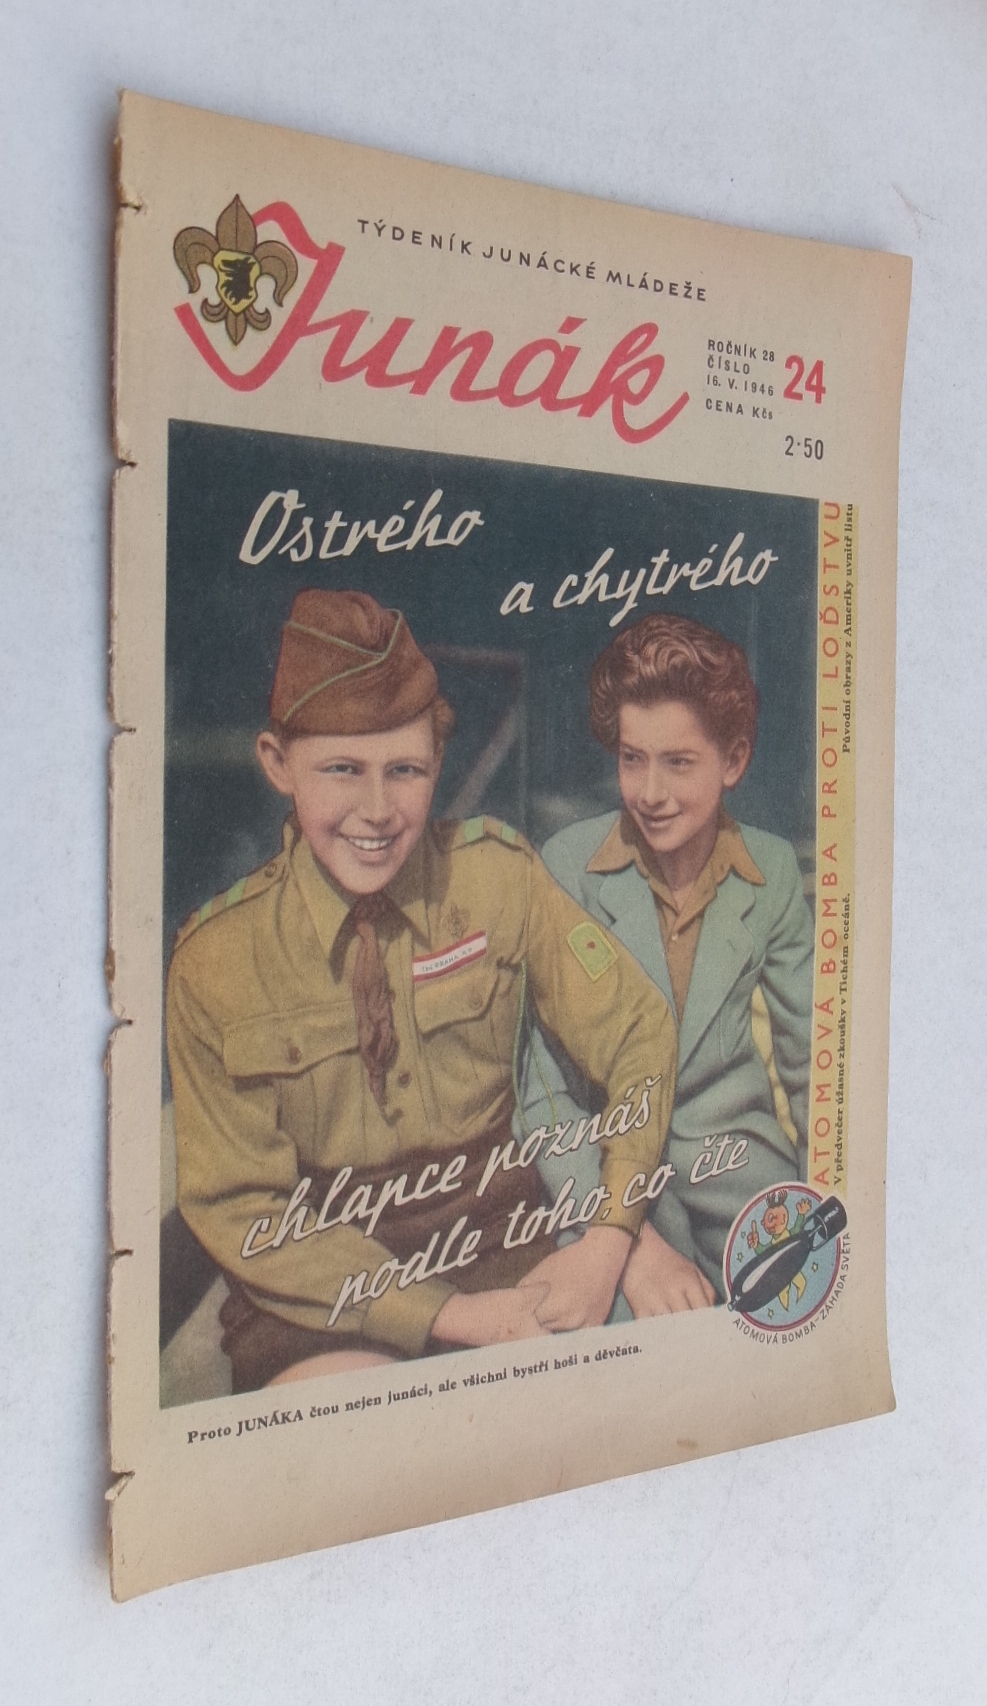 TÝDENÍK JUNÁCKÉ MLÁDEŽE
Junák
ROČNÍK 28
ČÍSLO
16. V. 1946
24
CENA Kčs
2·50
Ostrého
a chytrého
chlapce poznáš
podle toho, co čte
ATOMOVÁ BOMBA PROTI LOĎSTVU
V předvečer úžasné zkoušky v Tichém oceáně.
Původní obrazy z Ameriky uvnitř listu
ATOMOVÁ BOMBA-ZÁHADA SVĚTA
Proto JUNÁKA čtou nejen junáci, ale všichni bystří hoši a děvčata.